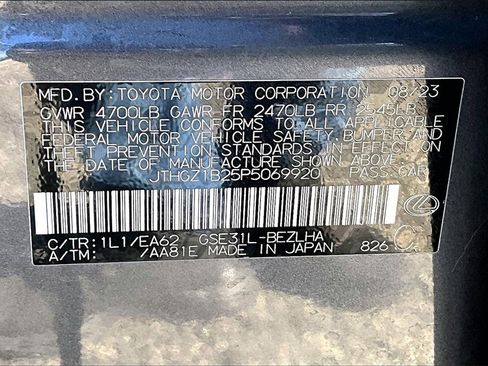 MFD.BY:TOYOTA MOTOR CORPORATION 08/23
GVWR 4700LB GAWR FR 2470LB RR 2545LB
THIS VEHICLE CONFORMS TO ALL APPLICABLE
FEDERAL MOTOR VEHICLE SAFETY, BUMPER AND
THEFT PREVENTION STANDARDS IN EFFECT ON
THE DATE OF MANUFACTURE SHOWN ABOVE.
JTHGZ1B25P5069920 PASS.CAR
C/TR:1L1/EA62 GSE31L-BEZLHA
A/TM: /AA81E MADE IN JAPAN 826 C